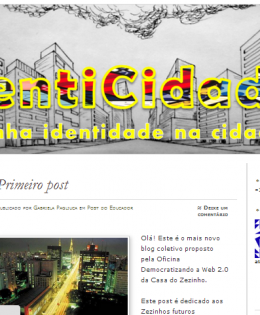 entiCidad
nha identidade na cida
Primeiro post
ublicado por Gabriela Pagliuca em Post do Educador
Deixe um
comentário
Olá! Este é o mais novo
blog coletivo proposto
pela Oficina
Democratizando a Web 2.0
da Casa do Zezinho.
Este post é dedicado aos
Zezinhos futuros